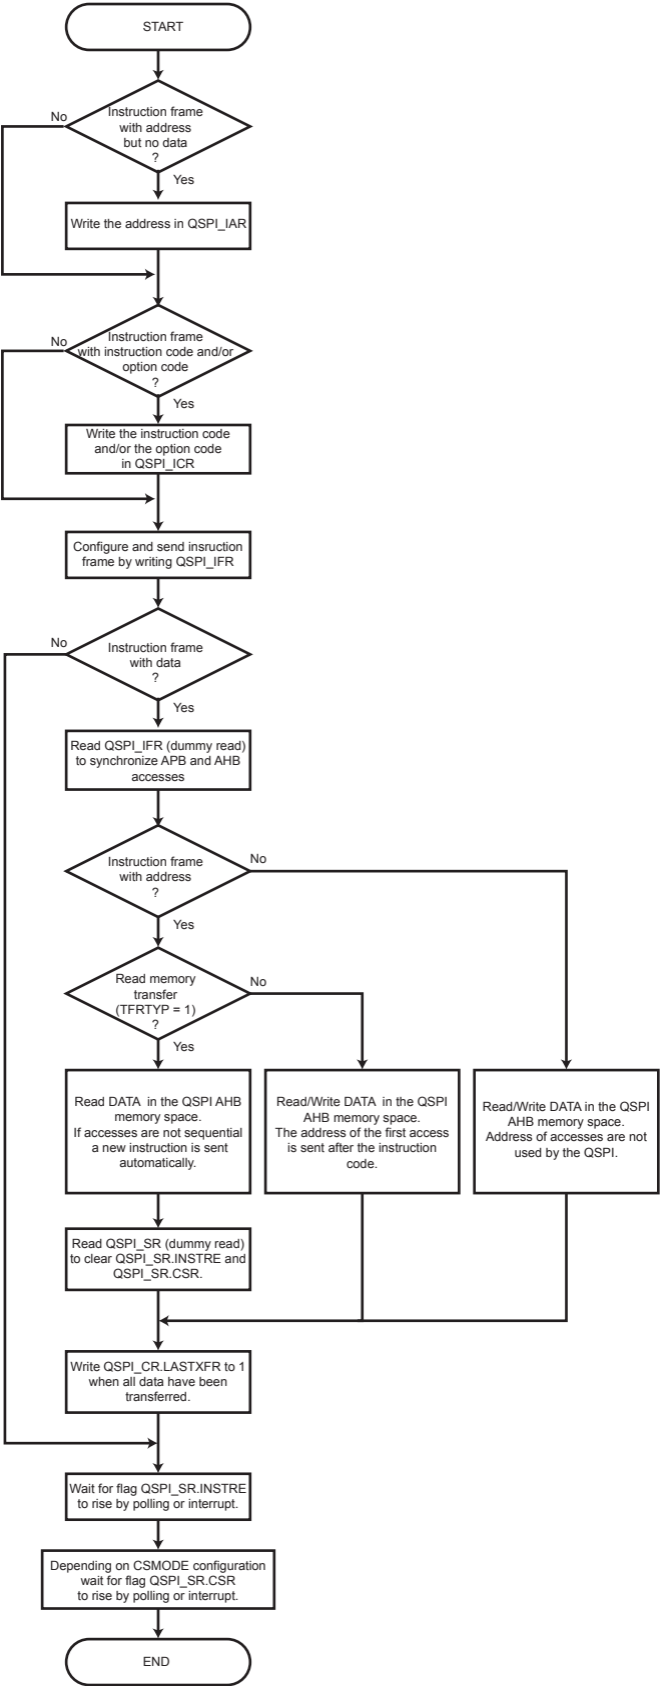 START
Instruction frame
with address
but no data
?
No
Yes
Write the address in QSPI_IAR
Instruction frame
with instruction code and/or
option code
?
No
Yes
Write the instruction code
and/or the option code
in QSPI_ICR
Configure and send insruction
frame by writing QSPI_IFR
Instruction frame
with data
?
No
Yes
Read QSPI_IFR (dummy read)
to synchronize APB and AHB
accesses
Instruction frame
with address
?
No
Yes
Read memory
transfer
(TFRTYP = 1)
?
No
Yes
Read DATA in the QSPI AHB
memory space.
If accesses are not sequential
a new instruction is sent
automatically.
Read/Write DATA in the QSPI
AHB memory space.
The address of the first access
is sent after the instruction
code.
Read/Write DATA in the QSPI
AHB memory space.
Address of accesses are not
used by the QSPI.
Read QSPI_SR (dummy read)
to clear QSPI_SR.INSTRE and
QSPI_SR.CSR.
Write QSPI_CR.LASTXFR to 1
when all data have been
transferred.
Wait for flag QSPI_SR.INSTRE
to rise by polling or interrupt.
Depending on CSMODE configuration
wait for flag QSPI_SR.CSR
to rise by polling or interrupt.
END